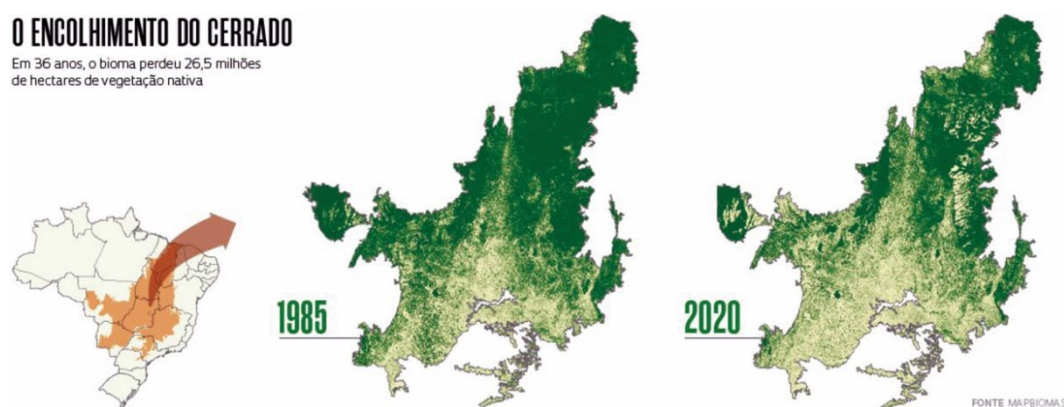 O ENCOLHIMENTO DO CERRADO
Em 36 anos, o bioma perdeu 26,5 milhões
de hectares de vegetação nativa
1985
2020
FONTE MAPBIOMAS